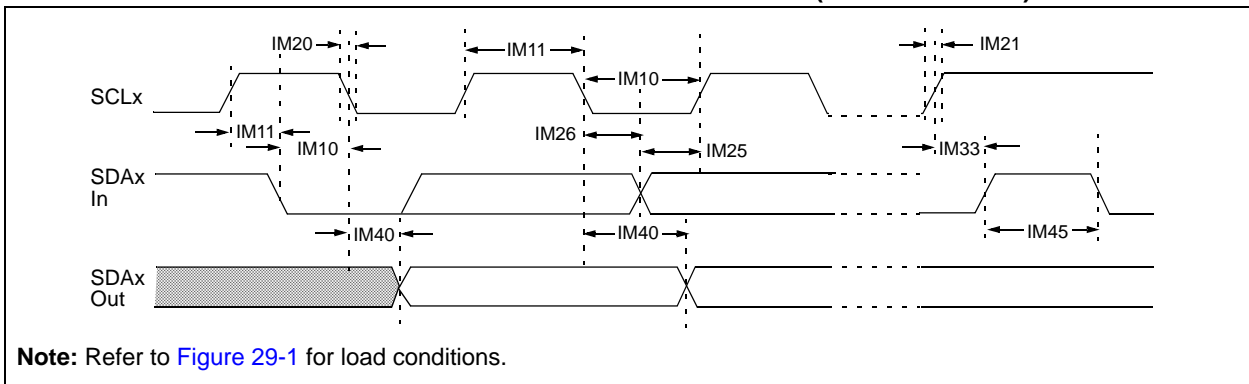 IM20
IM11
IM21
IM10
SCLx
IM11
IM10
IM26
IM25
IM33
SDAx
In
IM40
IM40
IM45
SDAx
Out
Note: Refer to Figure 29-1 for load conditions.